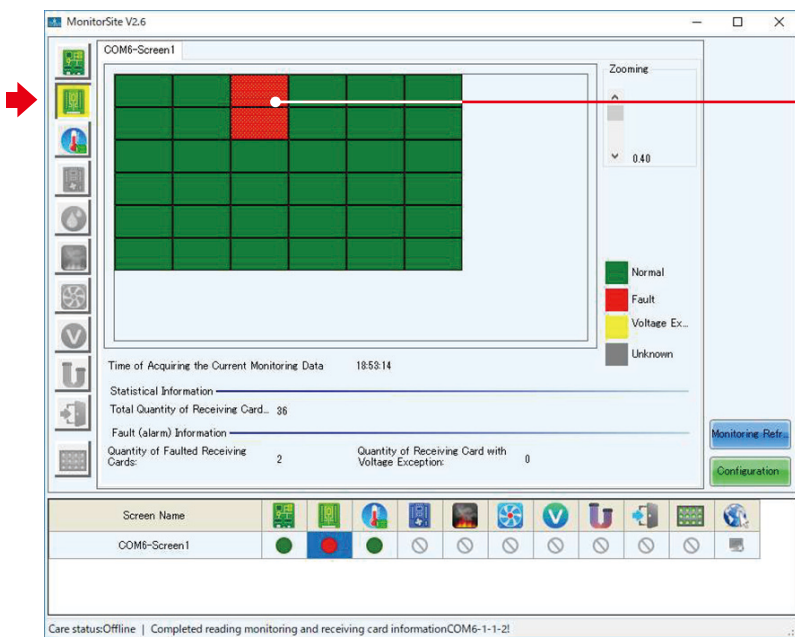 MonitorSite V2.6
COM6-Screen1
Zooming
0.40
Normal
Fault
Voltage Ex...
Unknown
Time of Acquiring the Current Monitoring Data 18:53:14
Statistical Information
Total Quantity of Receiving Card... 36
Fault (alarm) Information
Quantity of Faulted Receiving Cards: 2
Quantity of Receiving Card with Voltage Exception: 0
Monitoring Refr...
Configuration
Screen Name
COM6-Screen1
Care status:Offline | Completed reading monitoring and receiving card informationCOM6-1-1-2!